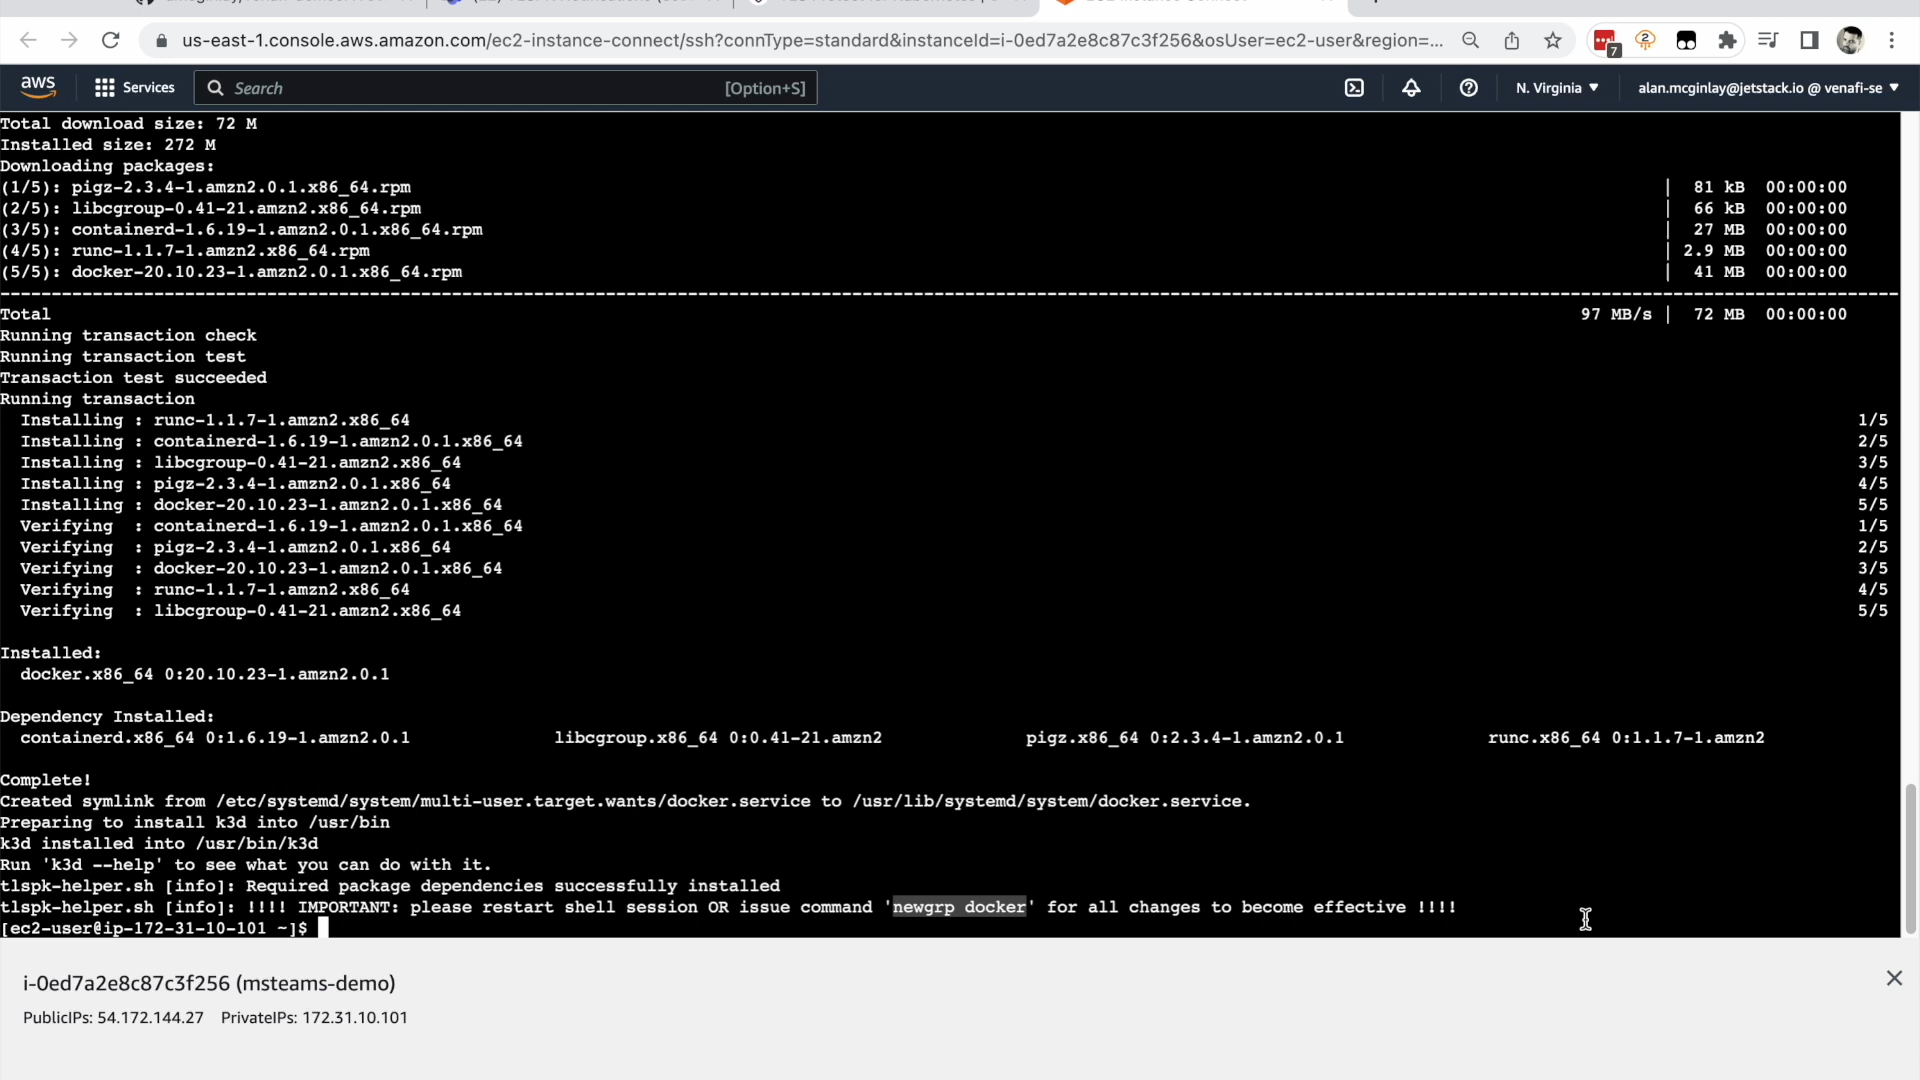 us-east-1.console.aws.amazon.com/ec2-instance-connect/ssh?connType=standard&instanceId=i-0ed7a2e8c87c3f256&osUser=ec2-user&region=...
7
2
aws
Services
Search
[Option+S]
N. Virginia ▼
alan.mcginlay@jetstack.io @ venafi-se ▼
Total download size: 72 M
Installed size: 272 M
Downloading packages:
(1/5): pigz-2.3.4-1.amzn2.0.1.x86_64.rpm | 81 kB 00:00:00
(2/5): libcgroup-0.41-21.amzn2.x86_64.rpm | 66 kB 00:00:00
(3/5): containerd-1.6.19-1.amzn2.0.1.x86_64.rpm | 27 MB 00:00:00
(4/5): runc-1.1.7-1.amzn2.x86_64.rpm | 2.9 MB 00:00:00
(5/5): docker-20.10.23-1.amzn2.0.1.x86_64.rpm | 41 MB 00:00:00
Total 97 MB/s | 72 MB 00:00:00
Running transaction check
Running transaction test
Transaction test succeeded
Running transaction
Installing : runc-1.1.7-1.amzn2.x86_64 1/5
Installing : containerd-1.6.19-1.amzn2.0.1.x86_64 2/5
Installing : libcgroup-0.41-21.amzn2.x86_64 3/5
Installing : pigz-2.3.4-1.amzn2.0.1.x86_64 4/5
Installing : docker-20.10.23-1.amzn2.0.1.x86_64 5/5
Verifying : containerd-1.6.19-1.amzn2.0.1.x86_64 1/5
Verifying : pigz-2.3.4-1.amzn2.0.1.x86_64 2/5
Verifying : docker-20.10.23-1.amzn2.0.1.x86_64 3/5
Verifying : runc-1.1.7-1.amzn2.x86_64 4/5
Verifying : libcgroup-0.41-21.amzn2.x86_64 5/5
Installed:
docker.x86_64 0:20.10.23-1.amzn2.0.1
Dependency Installed:
containerd.x86_64 0:1.6.19-1.amzn2.0.1 libcgroup.x86_64 0:0.41-21.amzn2 pigz.x86_64 0:2.3.4-1.amzn2.0.1 runc.x86_64 0:1.1.7-1.amzn2
Complete!
Created symlink from /etc/systemd/system/multi-user.target.wants/docker.service to /usr/lib/systemd/system/docker.service.
Preparing to install k3d into /usr/bin
k3d installed into /usr/bin/k3d
Run 'k3d --help' to see what you can do with it.
tlspk-helper.sh [info]: Required package dependencies successfully installed
tlspk-helper.sh [info]: !!!! IMPORTANT: please restart shell session OR issue command 'newgrp docker' for all changes to become effective !!!!
[ec2-user@ip-172-31-10-101 ~]$
i-0ed7a2e8c87c3f256 (msteams-demo)
PublicIPs: 54.172.144.27 PrivateIPs: 172.31.10.101